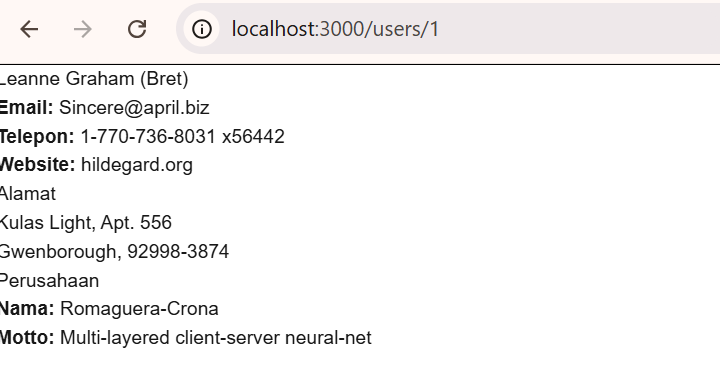 localhost:3000/users/1
Leanne Graham (Bret)
Email: Sincere@april.biz
Telepon: 1-770-736-8031 x56442
Website: hildegard.org
Alamat
Kulas Light, Apt. 556
Gwenborough, 92998-3874
Perusahaan
Nama: Romaguera-Crona
Motto: Multi-layered client-server neural-net